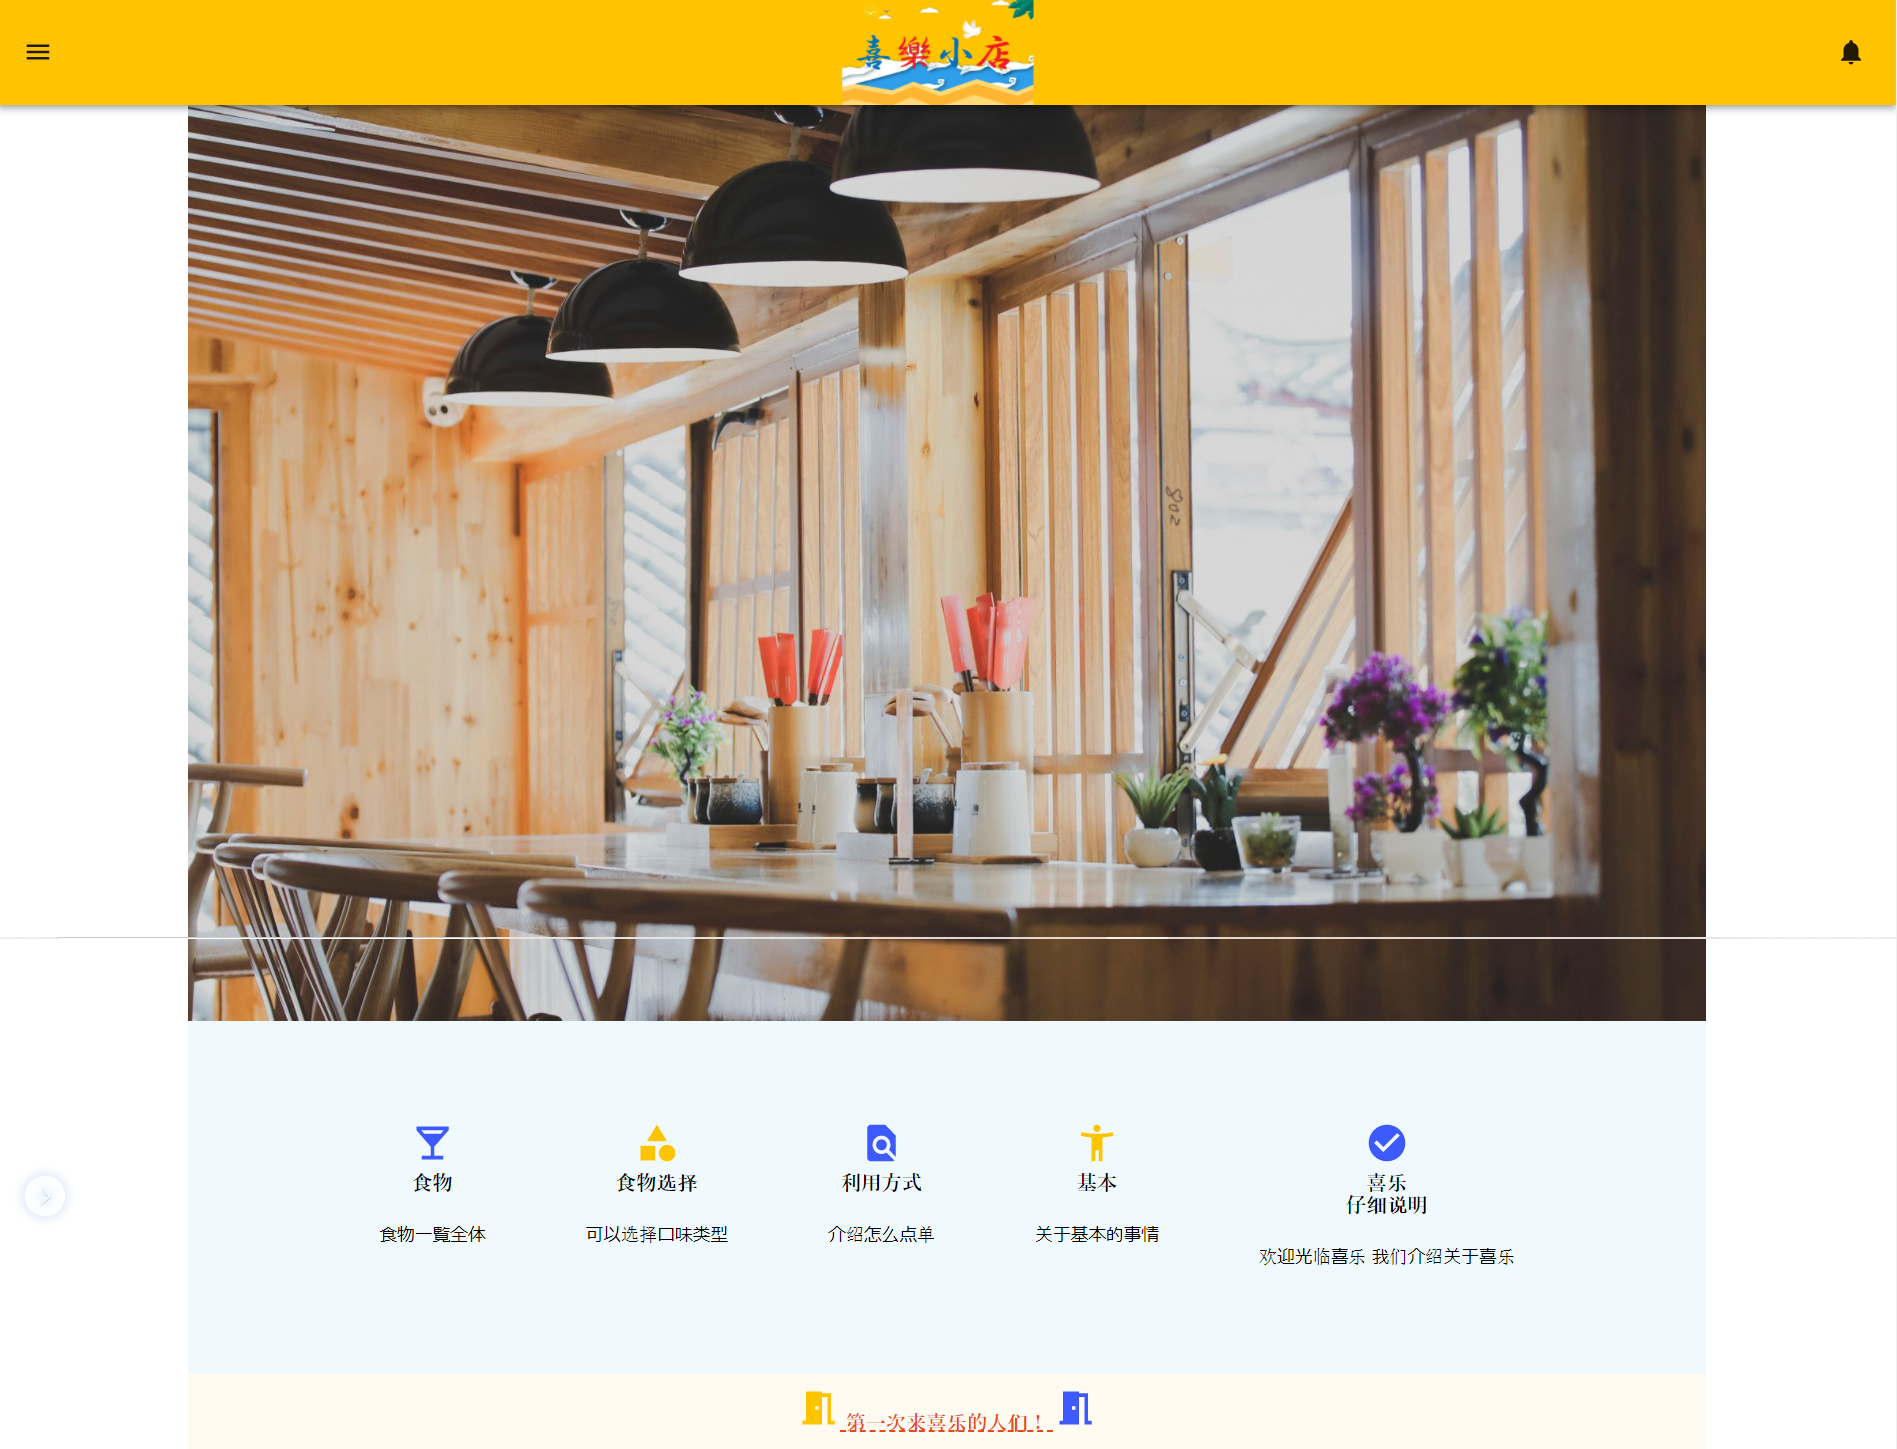 喜樂小店
802
食物
食物一覧全体
食物选择
可以选择口味类型
利用方式
介绍怎么点单
基本
关于基本的事情
喜乐
仔细说明
欢迎光临喜乐 我们介绍关于喜乐
第一次来喜乐的人们！